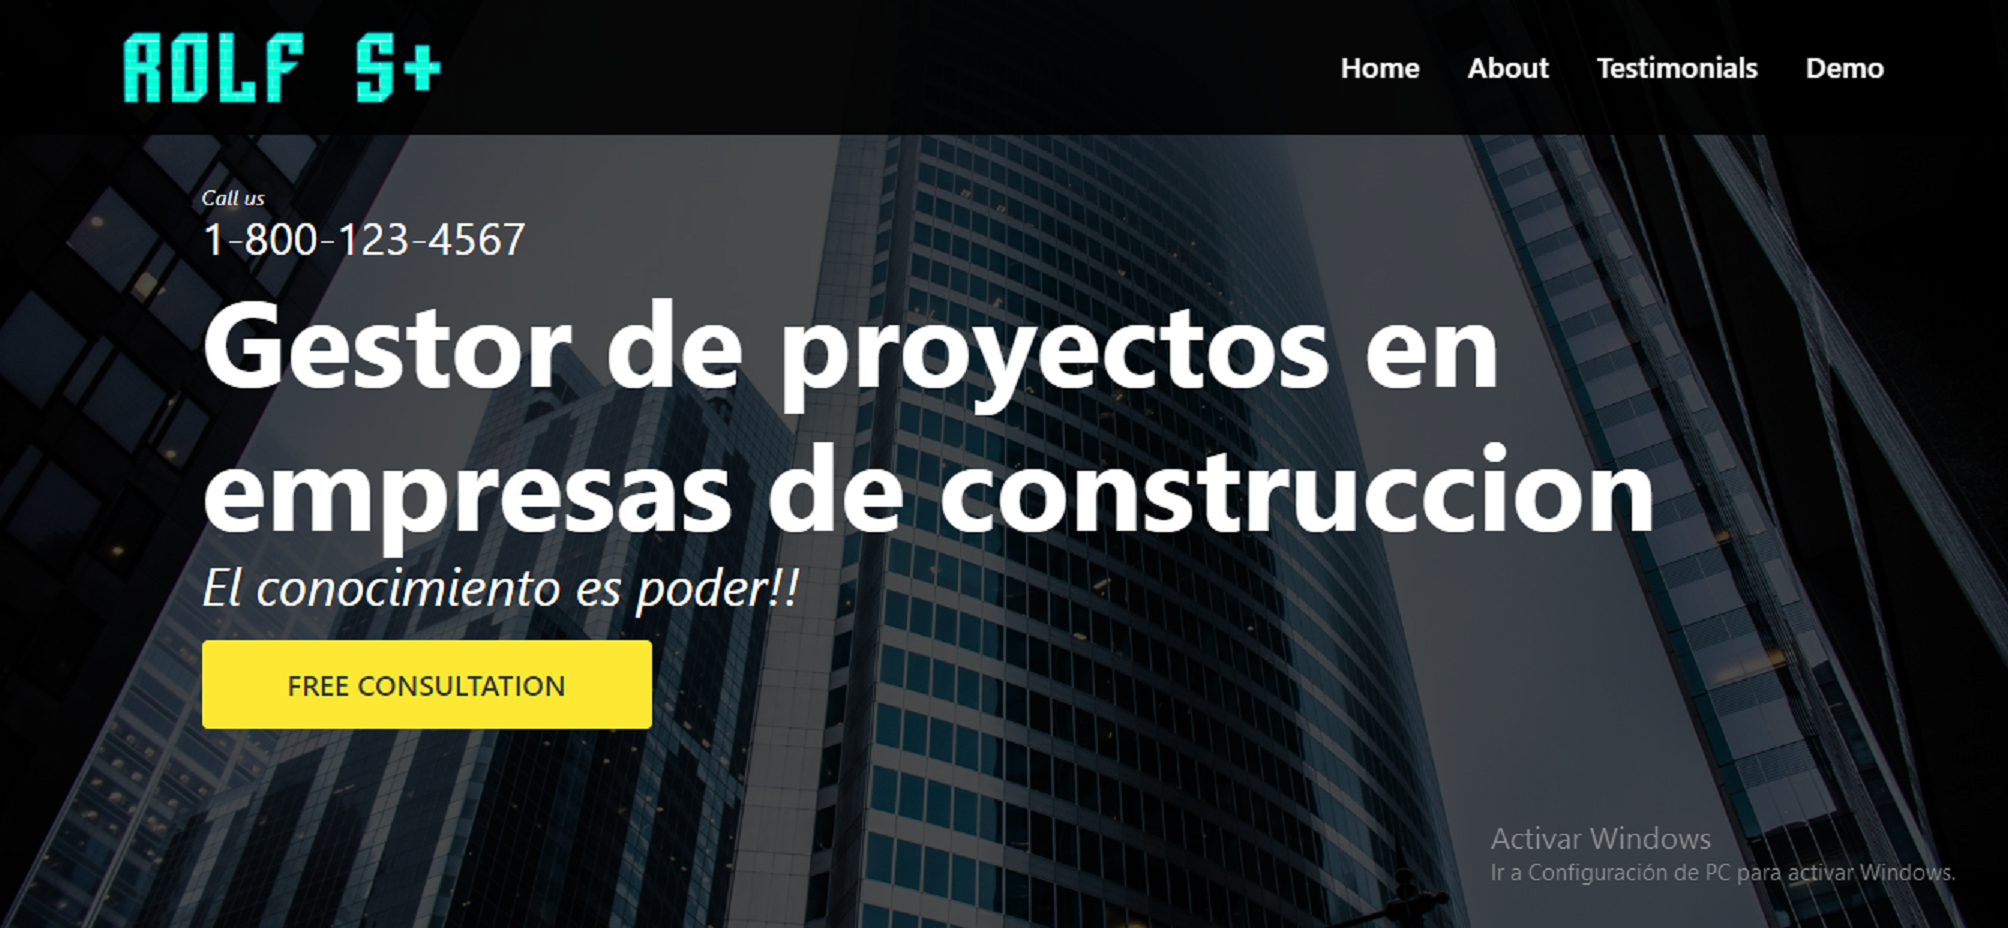 ROLF S+
Home About Testimonials Demo
Call us
1-800-123-4567
Gestor de proyectos en
empresas de construccion
El conocimiento es poder!!
FREE CONSULTATION
Activar Windows
Ir a Configuración de PC para activar Windows.